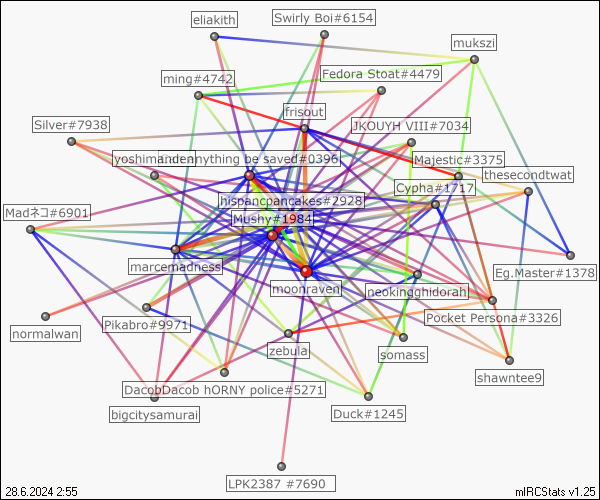 eliakith
Swirly Boi#6154
mukszi
ming#4742
Fedora Stoat#4479
frisout
Silver#7938
JKOUYH VIII#7034
nything be saved#0396
Majestic#3375
thesecondtwat
Cypha#1717
hispancpancakes#2928
Madネコ#6901
Mushy#1984
marcemadness
moonraven
neokingghidorah
Eg.Master#1378
Pikabro#9971
Pocket Persona#3326
normalwan
zebula
somass
shawntee9
DacobDacob hORNY police#5271
bigcitysamurai
Duck#1245
LPK2387 #7690
28.6.2024 2:55
mIRCStats v1.25